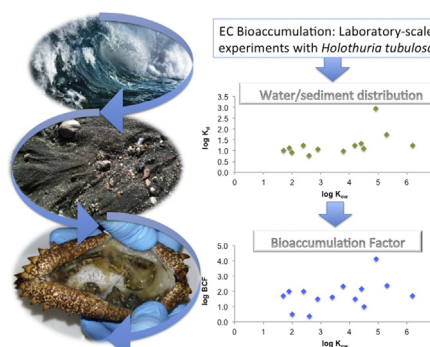 EC Bioaccumulation: Laboratory-scale
experiments with Holothuria tubulosa
Water/sediment distribution
log Kd
3.5
3.0
2.5
2.0
1.5
1.0
0.5
0.0
0 1 2 3 4 5 6 7
log Kow
Bioaccumulation Factor
log BCF
5.0
4.0
3.0
2.0
1.0
0.0
0 1 2 3 4 5 6 7
log Kow